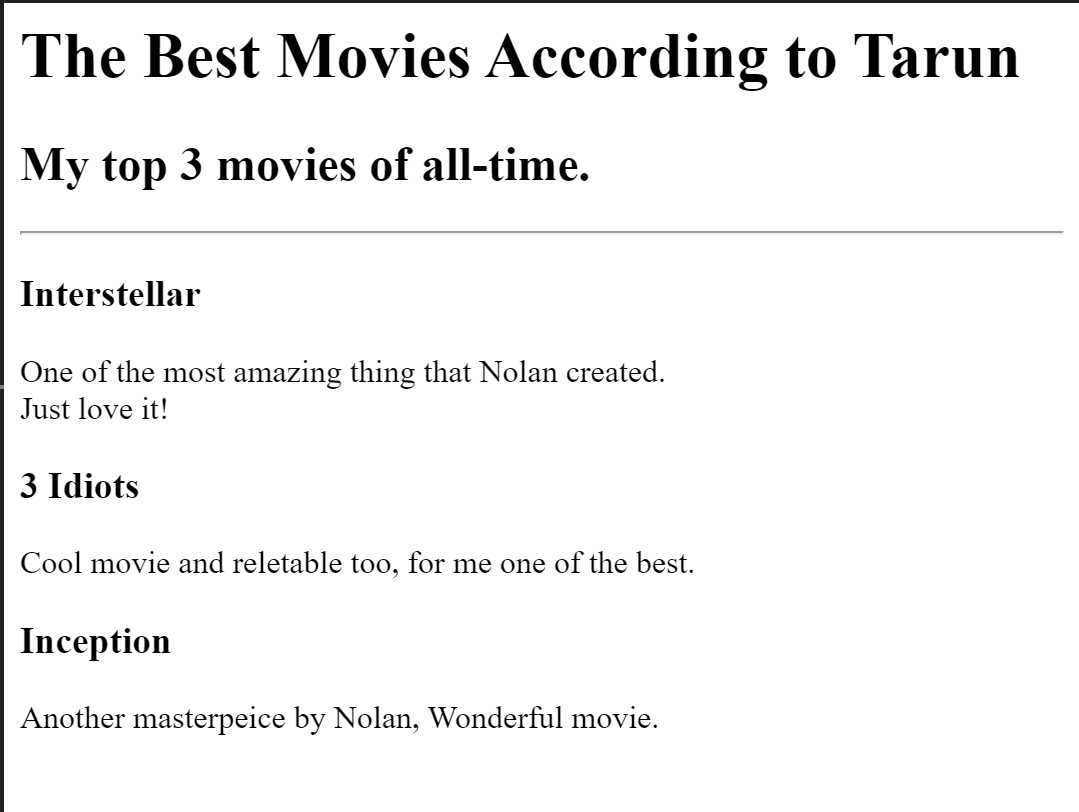 The Best Movies According to Tarun
My top 3 movies of all-time.
Interstellar
One of the most amazing thing that Nolan created.
Just love it!
3 Idiots
Cool movie and reletable too, for me one of the best.
Inception
Another masterpeice by Nolan, Wonderful movie.